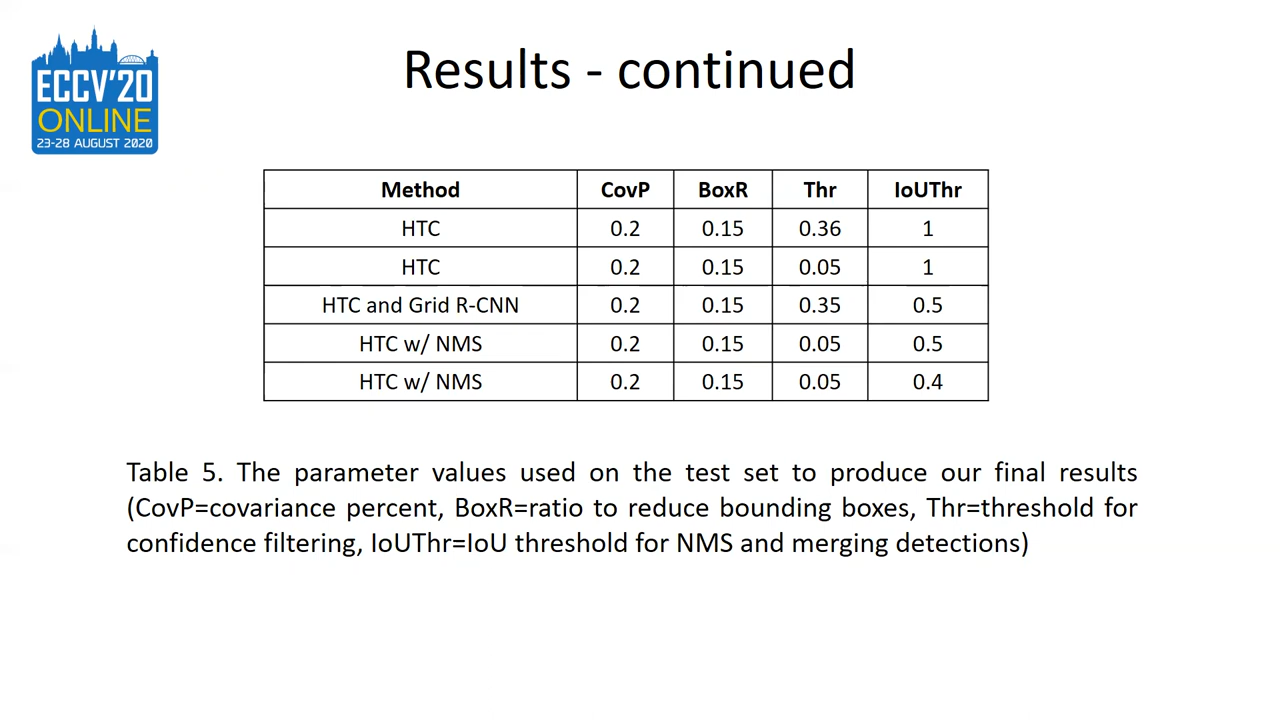 ECCV'20
ONLINE
23-28 AUGUST 2020
Results - continued
Method CovP BoxR Thr IoUThr
HTC 0.2 0.15 0.36 1
HTC 0.2 0.15 0.05 1
HTC and Grid R-CNN 0.2 0.15 0.35 0.5
HTC w/ NMS 0.2 0.15 0.05 0.5
HTC w/ NMS 0.2 0.15 0.05 0.4
Table 5. The parameter values used on the test set to produce our final results
(CovP=covariance percent, BoxR=ratio to reduce bounding boxes, Thr=threshold for
confidence filtering, IoUThr=IoU threshold for NMS and merging detections)